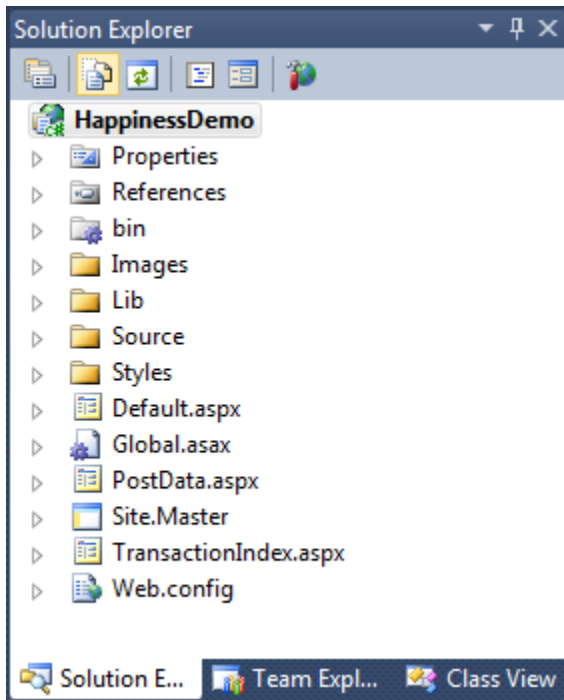 Solution Explorer
HappinessDemo
Properties
References
bin
Images
Lib
Source
Styles
Default.aspx
Global.asax
PostData.aspx
Site.Master
TransactionIndex.aspx
Web.config
Solution E... Team Expl... Class View